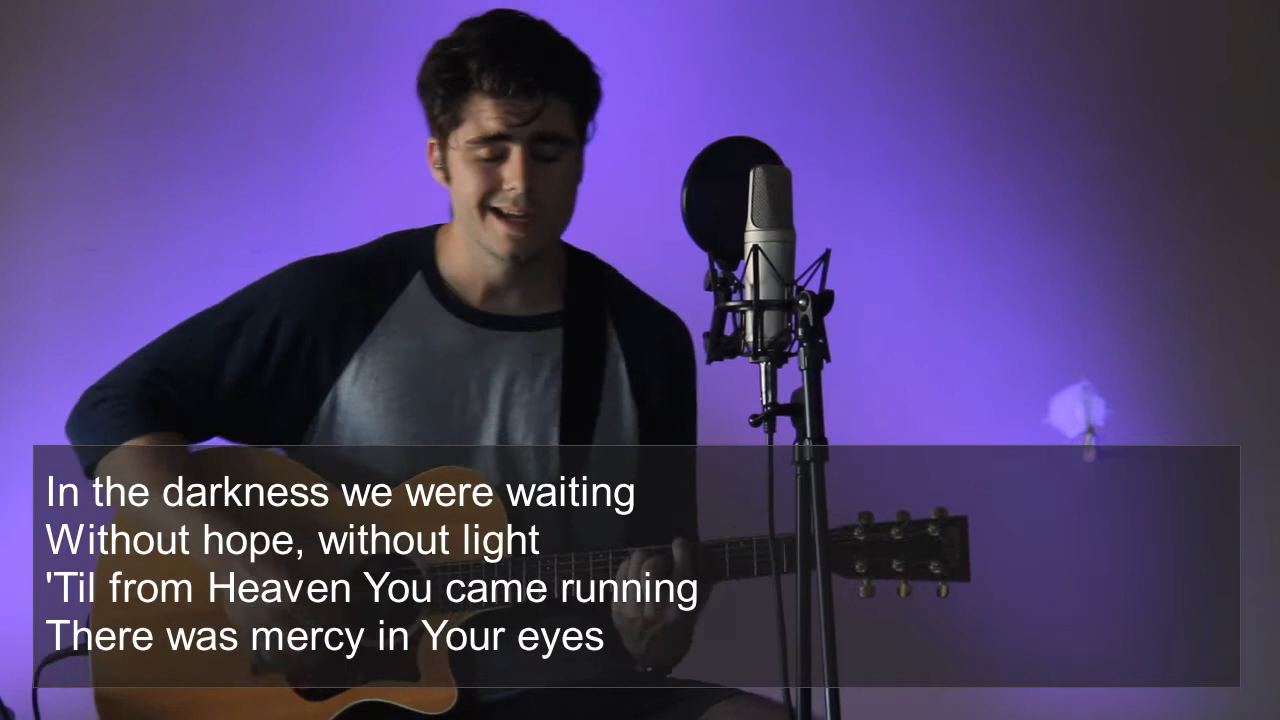 In the darkness we were waiting
Without hope, without light
'Til from Heaven You came running
There was mercy in Your eyes